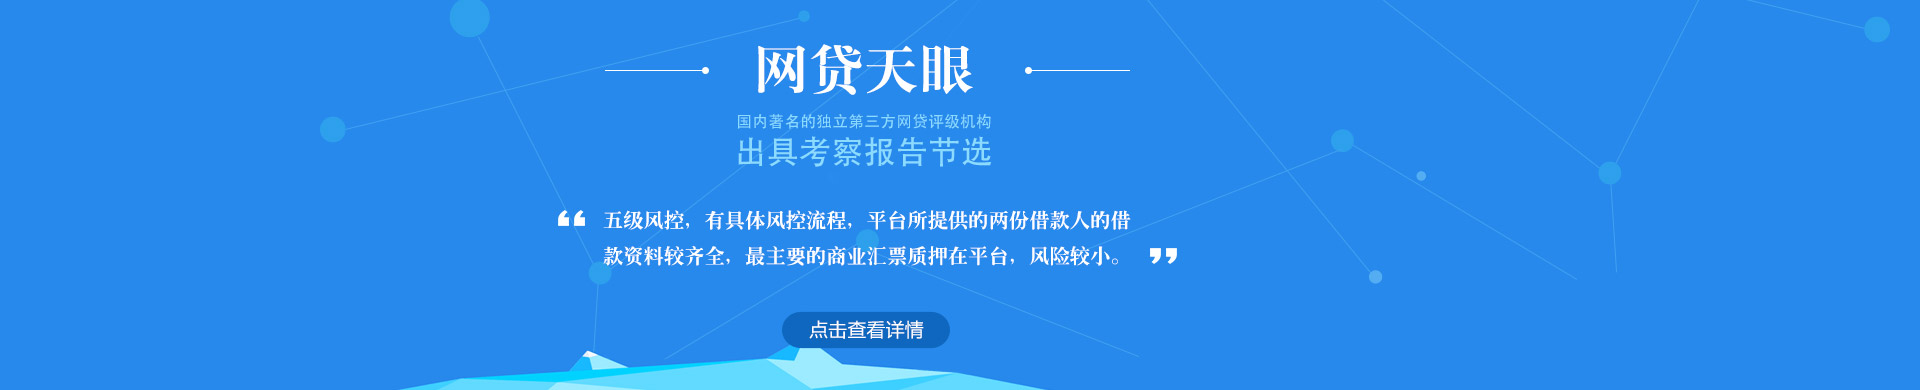 网贷天眼
国内著名的独立第三方网贷评级机构
出具考察报告节选
“五级风控，有具体风控流程，平台所提供的两份借款人的借
款资料较齐全，最主要的商业汇票质押在平台，风险较小。”
点击查看详情